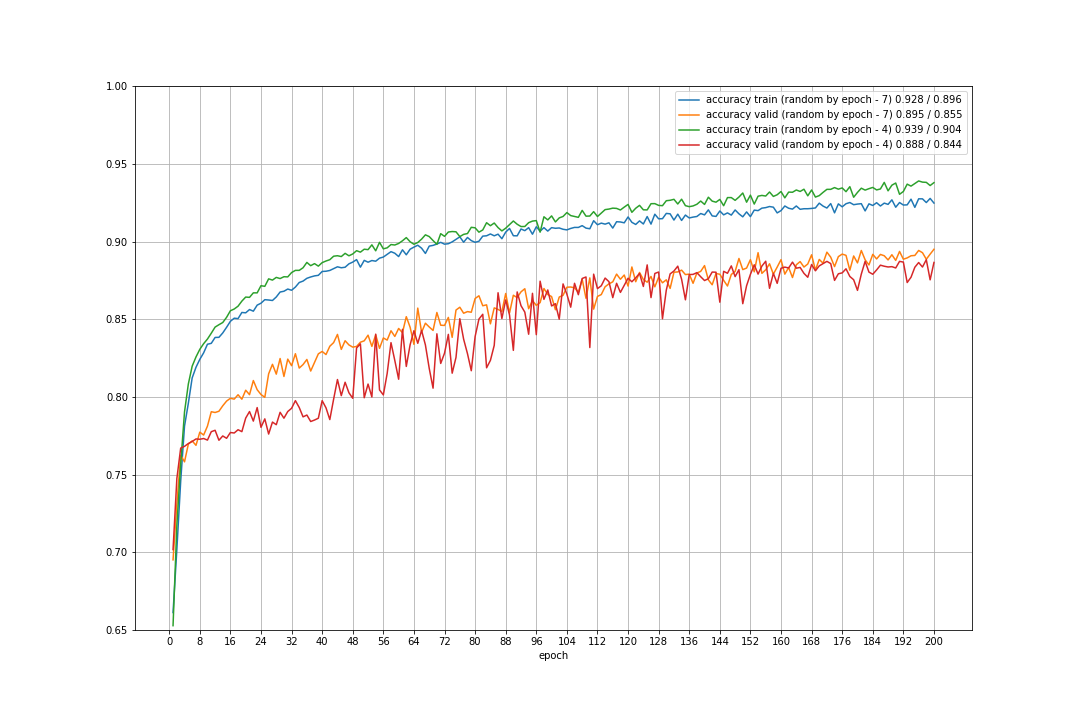 1.00
accuracy train (random by epoch - 7) 0.928 / 0.896
accuracy valid (random by epoch - 7) 0.895 / 0.855
accuracy train (random by epoch - 4) 0.939 / 0.904
accuracy valid (random by epoch - 4) 0.888 / 0.844
0.95
0.90
0.85
0.80
0.75
0.70
0.65
0 8 16 24 32 40 48 56 64 72 80 88 96 104 112 120 128 136 144 152 160 168 176 184 192 200
epoch